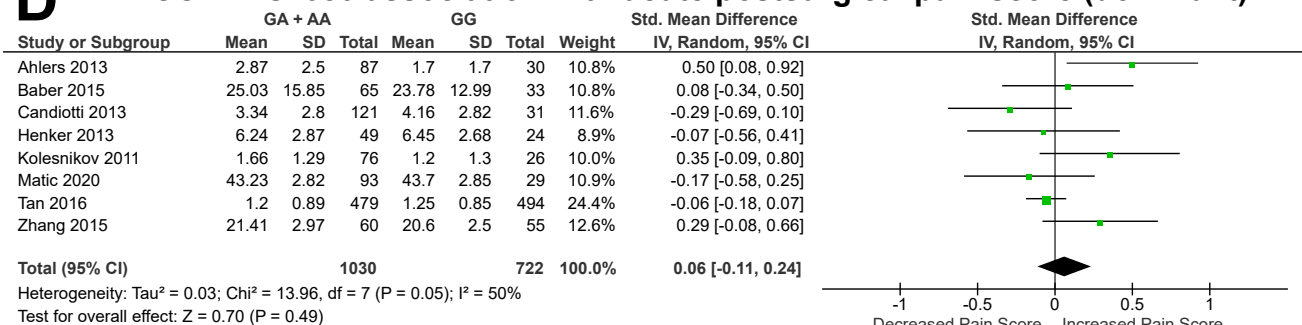 D
GA + AA GG Std. Mean Difference Std. Mean Difference
Study or Subgroup Mean SD Total Mean SD Total Weight IV, Random, 95% CI IV, Random, 95% CI
Ahlers 2013 2.87 2.5 87 1.7 1.7 30 10.8% 0.50 [0.08, 0.92]
Baber 2015 25.03 15.85 65 23.78 12.99 33 10.8% 0.08 [-0.34, 0.50]
Candiotti 2013 3.34 2.8 121 4.16 2.82 31 11.6% -0.29 [-0.69, 0.10]
Henker 2013 6.24 2.87 49 6.45 2.68 24 8.9% -0.07 [-0.56, 0.41]
Kolesnikov 2011 1.66 1.29 76 1.2 1.3 26 10.0% 0.35 [-0.09, 0.80]
Matic 2020 43.23 2.82 93 43.7 2.85 29 10.9% -0.17 [-0.58, 0.25]
Tan 2016 1.2 0.89 479 1.25 0.85 494 24.4% -0.06 [-0.18, 0.07]
Zhang 2015 21.41 2.97 60 20.6 2.5 55 12.6% 0.29 [-0.08, 0.66]
Total (95% CI) 1030 722 100.0% 0.06 [-0.11, 0.24]
Heterogeneity: Tau² = 0.03; Chi² = 13.96, df = 7 (P = 0.05); I² = 50%
Test for overall effect: Z = 0.70 (P = 0.49)
-1 -0.5 0 0.5 1
Decreased Pain Score Increased Pain Score